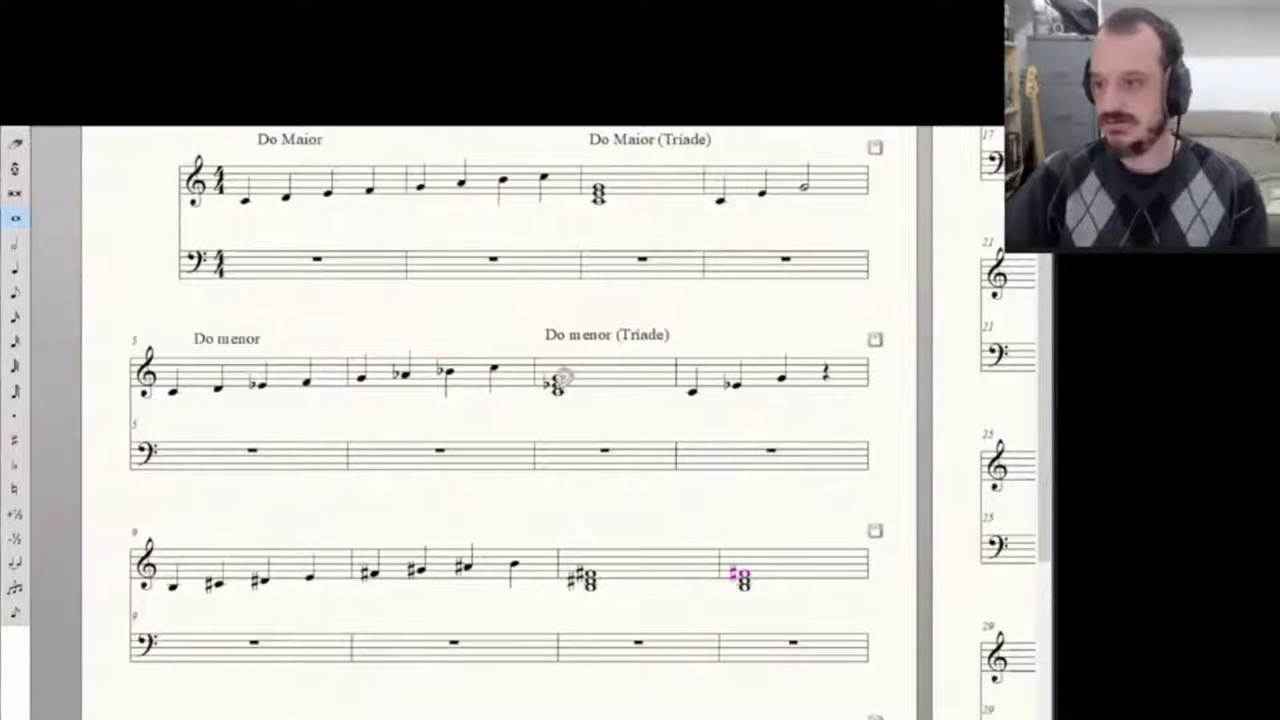 Do Maior
Do Maior (Triade)
17
21
5
Do menor
Do menor (Triade)
21
5
25
9
25
9
29
29